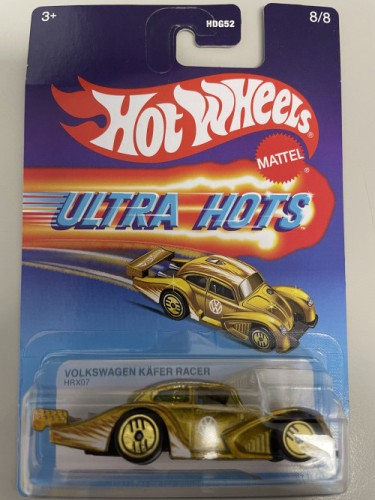 3+
HDG52
8/8
Hot Wheels
MATTEL
ULTRA HOTS
VOLKSWAGEN KÄFER RACER
HRX07